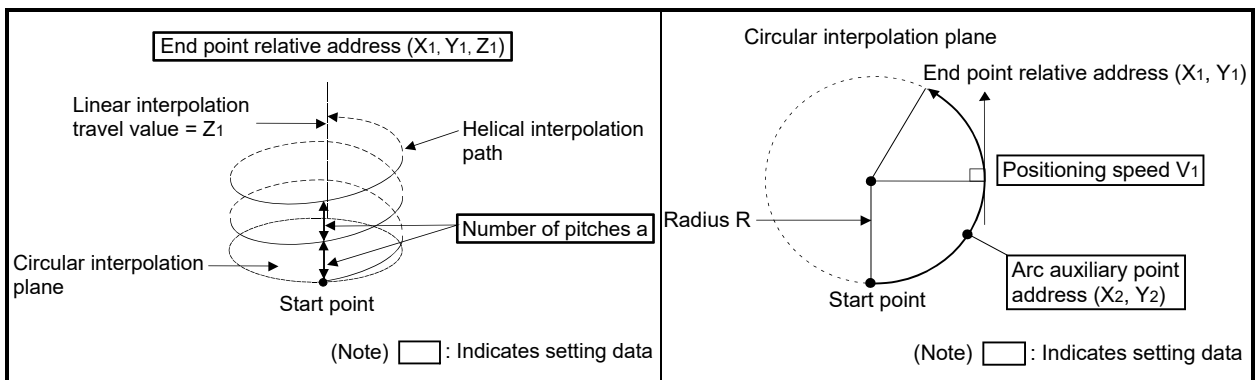 End point relative address (X1, Y1, Z1)
Linear interpolation
travel value = Z1
Helical interpolation
path
Number of pitches a
Circular interpolation
plane
Start point
(Note) : Indicates setting data
Circular interpolation plane
End point relative address (X1, Y1)
Positioning speed V1
Radius R
Arc auxiliary point
address (X2, Y2)
Start point
(Note) : Indicates setting data